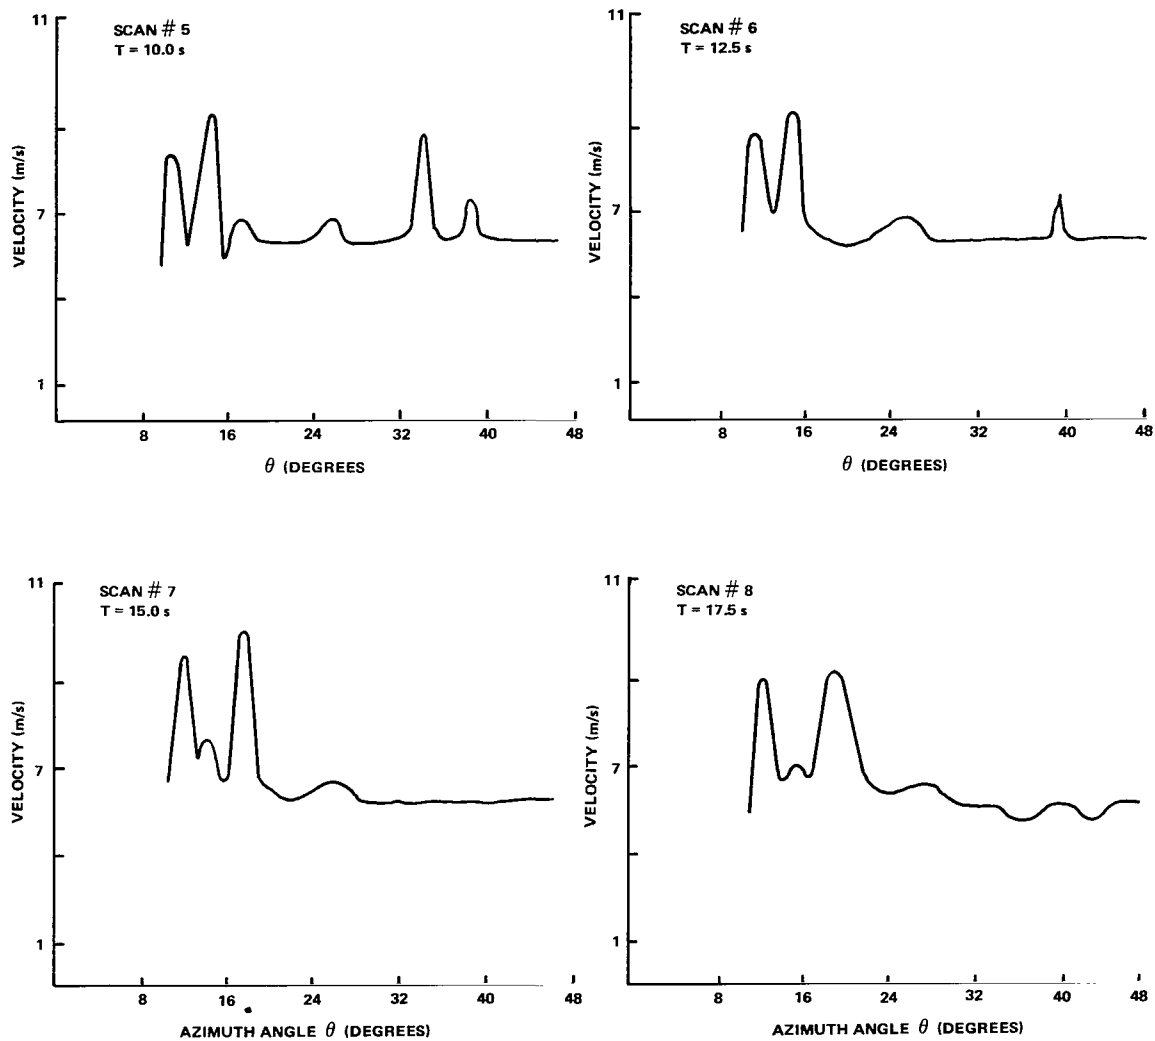 11
SCAN # 5
T = 10.0 s
VELOCITY (m/s)
7
1
8 16 24 32 40 48
θ (DEGREES
11
SCAN # 6
T = 12.5 s
VELOCITY (m/s)
7
1
8 16 24 32 40 48
θ (DEGREES)
11
SCAN # 7
T = 15.0 s
VELOCITY (m/s)
7
1
8 16 24 32 40 48
AZIMUTH ANGLE θ (DEGREES)
11
SCAN # 8
T = 17.5 s
VELOCITY (m/s)
7
1
8 16 24 32 40 48
AZIMUTH ANGLE θ (DEGREES)